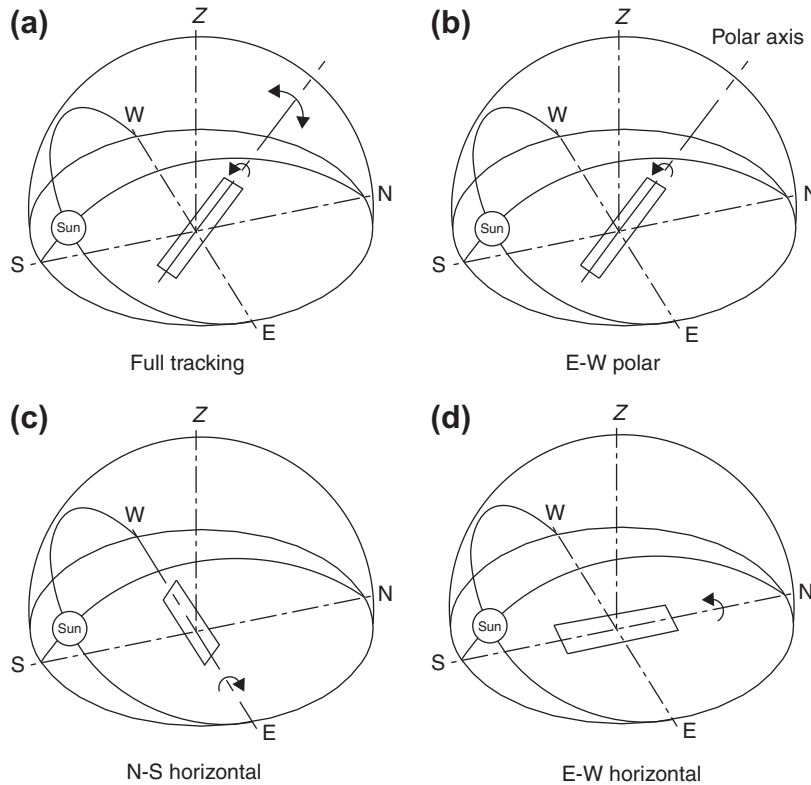 (a)
Z
W
N
Sun
S
E
Full tracking
(b)
Z
Polar axis
W
N
Sun
S
E
E-W polar
(c)
Z
W
N
Sun
S
E
N-S horizontal
(d)
Z
W
N
Sun
S
E
E-W horizontal